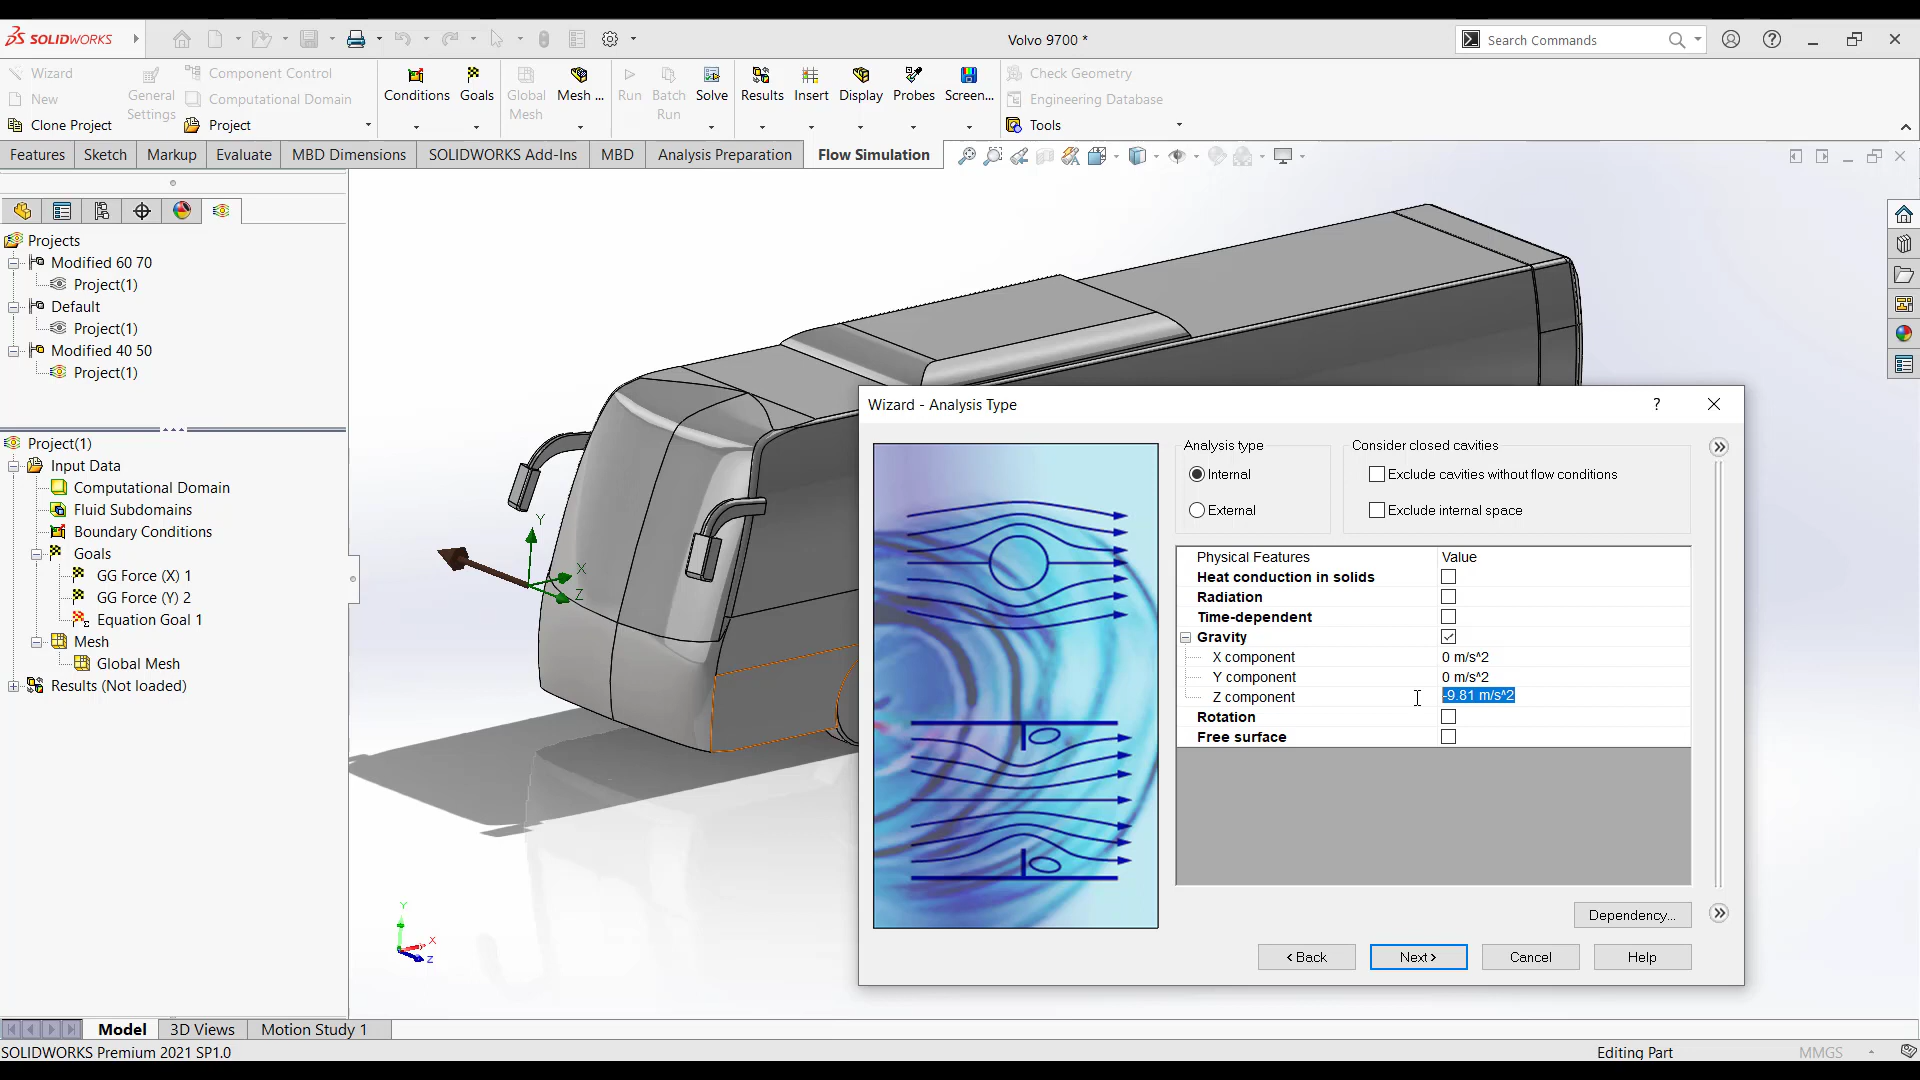 SOLIDWORKS
Volvo 9700 *
Search Commands
Wizard
New
Clone Project
General
Settings
Component Control
Computational Domain
Project
Conditions
Goals
Global
Mesh
Mesh ...
Run
Batch
Run
Solve
Results
Insert
Display
Probes
Screen...
Check Geometry
Engineering Database
Tools
Features
Sketch
Markup
Evaluate
MBD Dimensions
SOLIDWORKS Add-Ins
MBD
Analysis Preparation
Flow Simulation
Projects
Modified 60 70
Project(1)
Default
Project(1)
Modified 40 50
Project(1)
Project(1)
Input Data
Computational Domain
Fluid Subdomains
Boundary Conditions
Goals
GG Force (X) 1
GG Force (Y) 2
Equation Goal 1
Mesh
Global Mesh
Results (Not loaded)
Y
X
Z
Y
X
Z
Wizard - Analysis Type
?
Analysis type
Internal
External
Consider closed cavities
Exclude cavities without flow conditions
Exclude internal space
Physical Features Value
Heat conduction in solids
Radiation
Time-dependent
Gravity
X component 0 m/s^2
Y component 0 m/s^2
Z component -9.81 m/s^2
Rotation
Free surface
Dependency...
< Back
Next >
Cancel
Help
Model
3D Views
Motion Study 1
SOLIDWORKS Premium 2021 SP1.0
Editing Part
MMGS